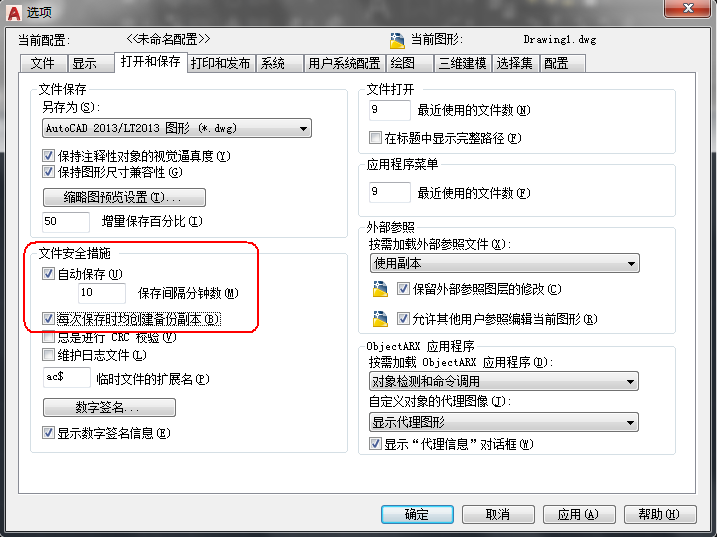 选项
当前配置: <<未命名配置>> 当前图形: Drawing1.dwg
文件 显示 打开和保存 打印和发布 系统 用户系统配置 绘图 三维建模 选择集 配置
文件保存
另存为(S):
AutoCAD 2013/LT2013 图形 (*.dwg)
保持注释性对象的视觉逼真度(Y)
保持图形尺寸兼容性(G)
缩略图预览设置(T)...
50 增量保存百分比(I)
文件安全措施
自动保存(U)
10 保存间隔分钟数(M)
每次保存时均创建备份副本(B)
总是进行 CRC 校验(V)
维护日志文件(L)
ac$ 临时文件的扩展名(P)
数字签名...
显示数字签名信息(E)
文件打开
9 最近使用的文件数(N)
在标题中显示完整路径(F)
应用程序菜单
9 最近使用的文件数(F)
外部参照
按需加载外部参照文件(X):
使用副本
保留外部参照图层的修改(C)
允许其他用户参照编辑当前图形(R)
ObjectARX 应用程序
按需加载 ObjectARX 应用程序(D):
对象检测和命令调用
自定义对象的代理图像(J):
显示代理图形
显示“代理信息”对话框(W)
确定 取消 应用(A) 帮助(H)